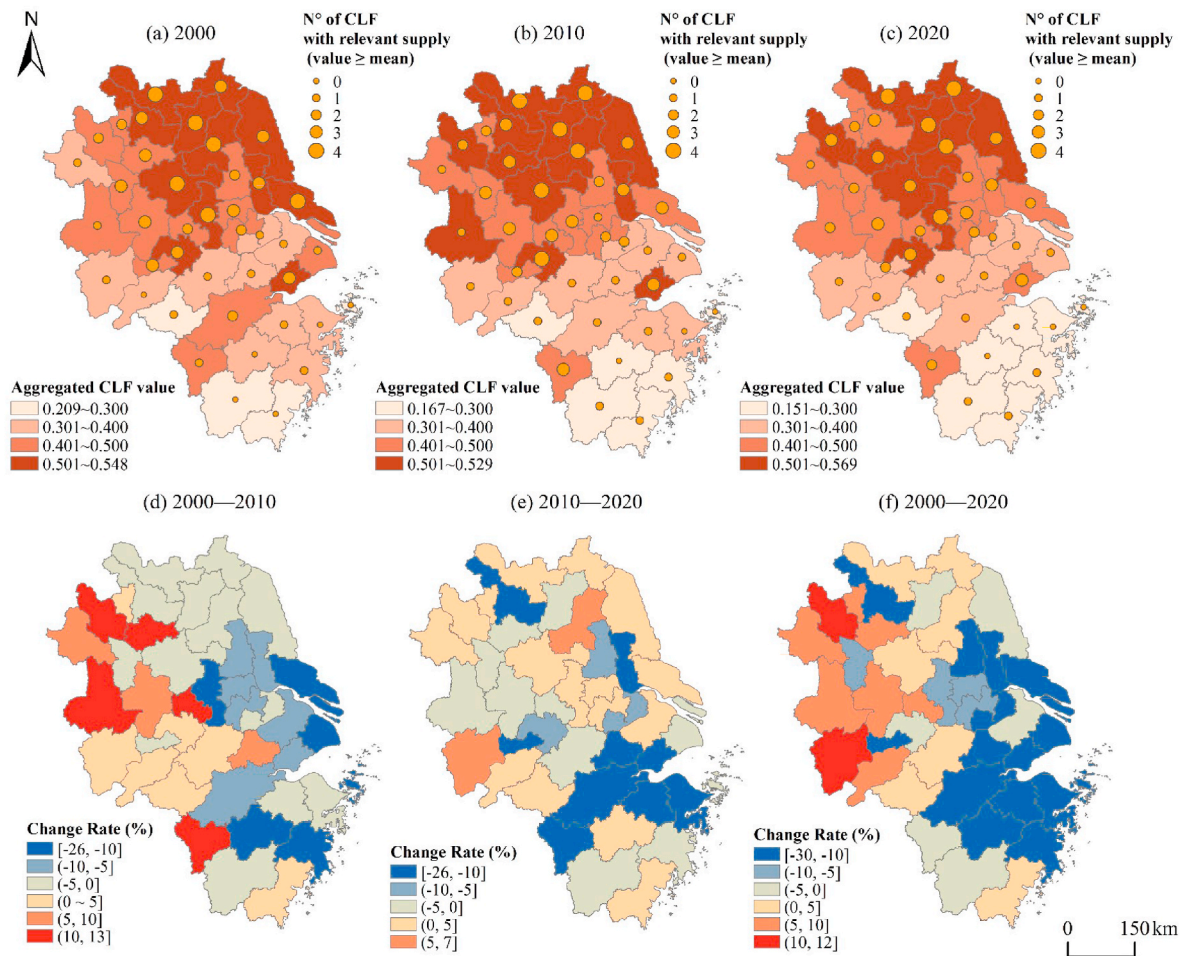 N
(a) 2000
N° of CLF
with relevant supply
(value ≥ mean)
0
1
2
3
4
Aggregated CLF value
0.209~0.300
0.301~0.400
0.401~0.500
0.501~0.548
(b) 2010
N° of CLF
with relevant supply
(value ≥ mean)
0
1
2
3
4
Aggregated CLF value
0.167~0.300
0.301~0.400
0.401~0.500
0.501~0.529
(c) 2020
N° of CLF
with relevant supply
(value ≥ mean)
0
1
2
3
4
Aggregated CLF value
0.151~0.300
0.301~0.400
0.401~0.500
0.501~0.569
(d) 2000—2010
Change Rate (%)
[-26, -10]
(-10, -5]
(-5, 0]
(0 ~ 5]
(5, 10]
(10, 13]
(e) 2010—2020
Change Rate (%)
[-26, -10]
(-10, -5]
(-5, 0]
(0, 5]
(5, 7]
(f) 2000—2020
Change Rate (%)
[-30, -10]
(-10, -5]
(-5, 0]
(0, 5]
(5, 10]
(10, 12]
0 150 km